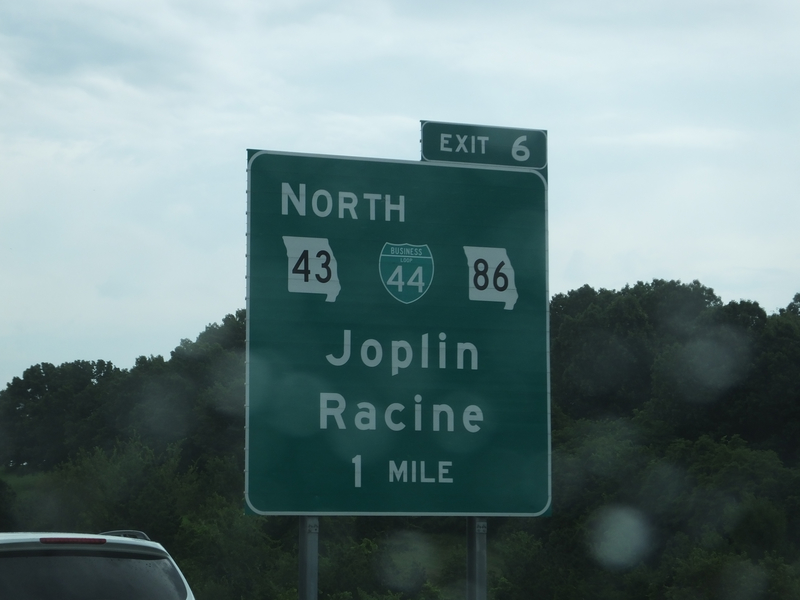 EXIT 6
NORTH
43 BUSINESS LOOP 44 86
Joplin
Racine
1 MILE